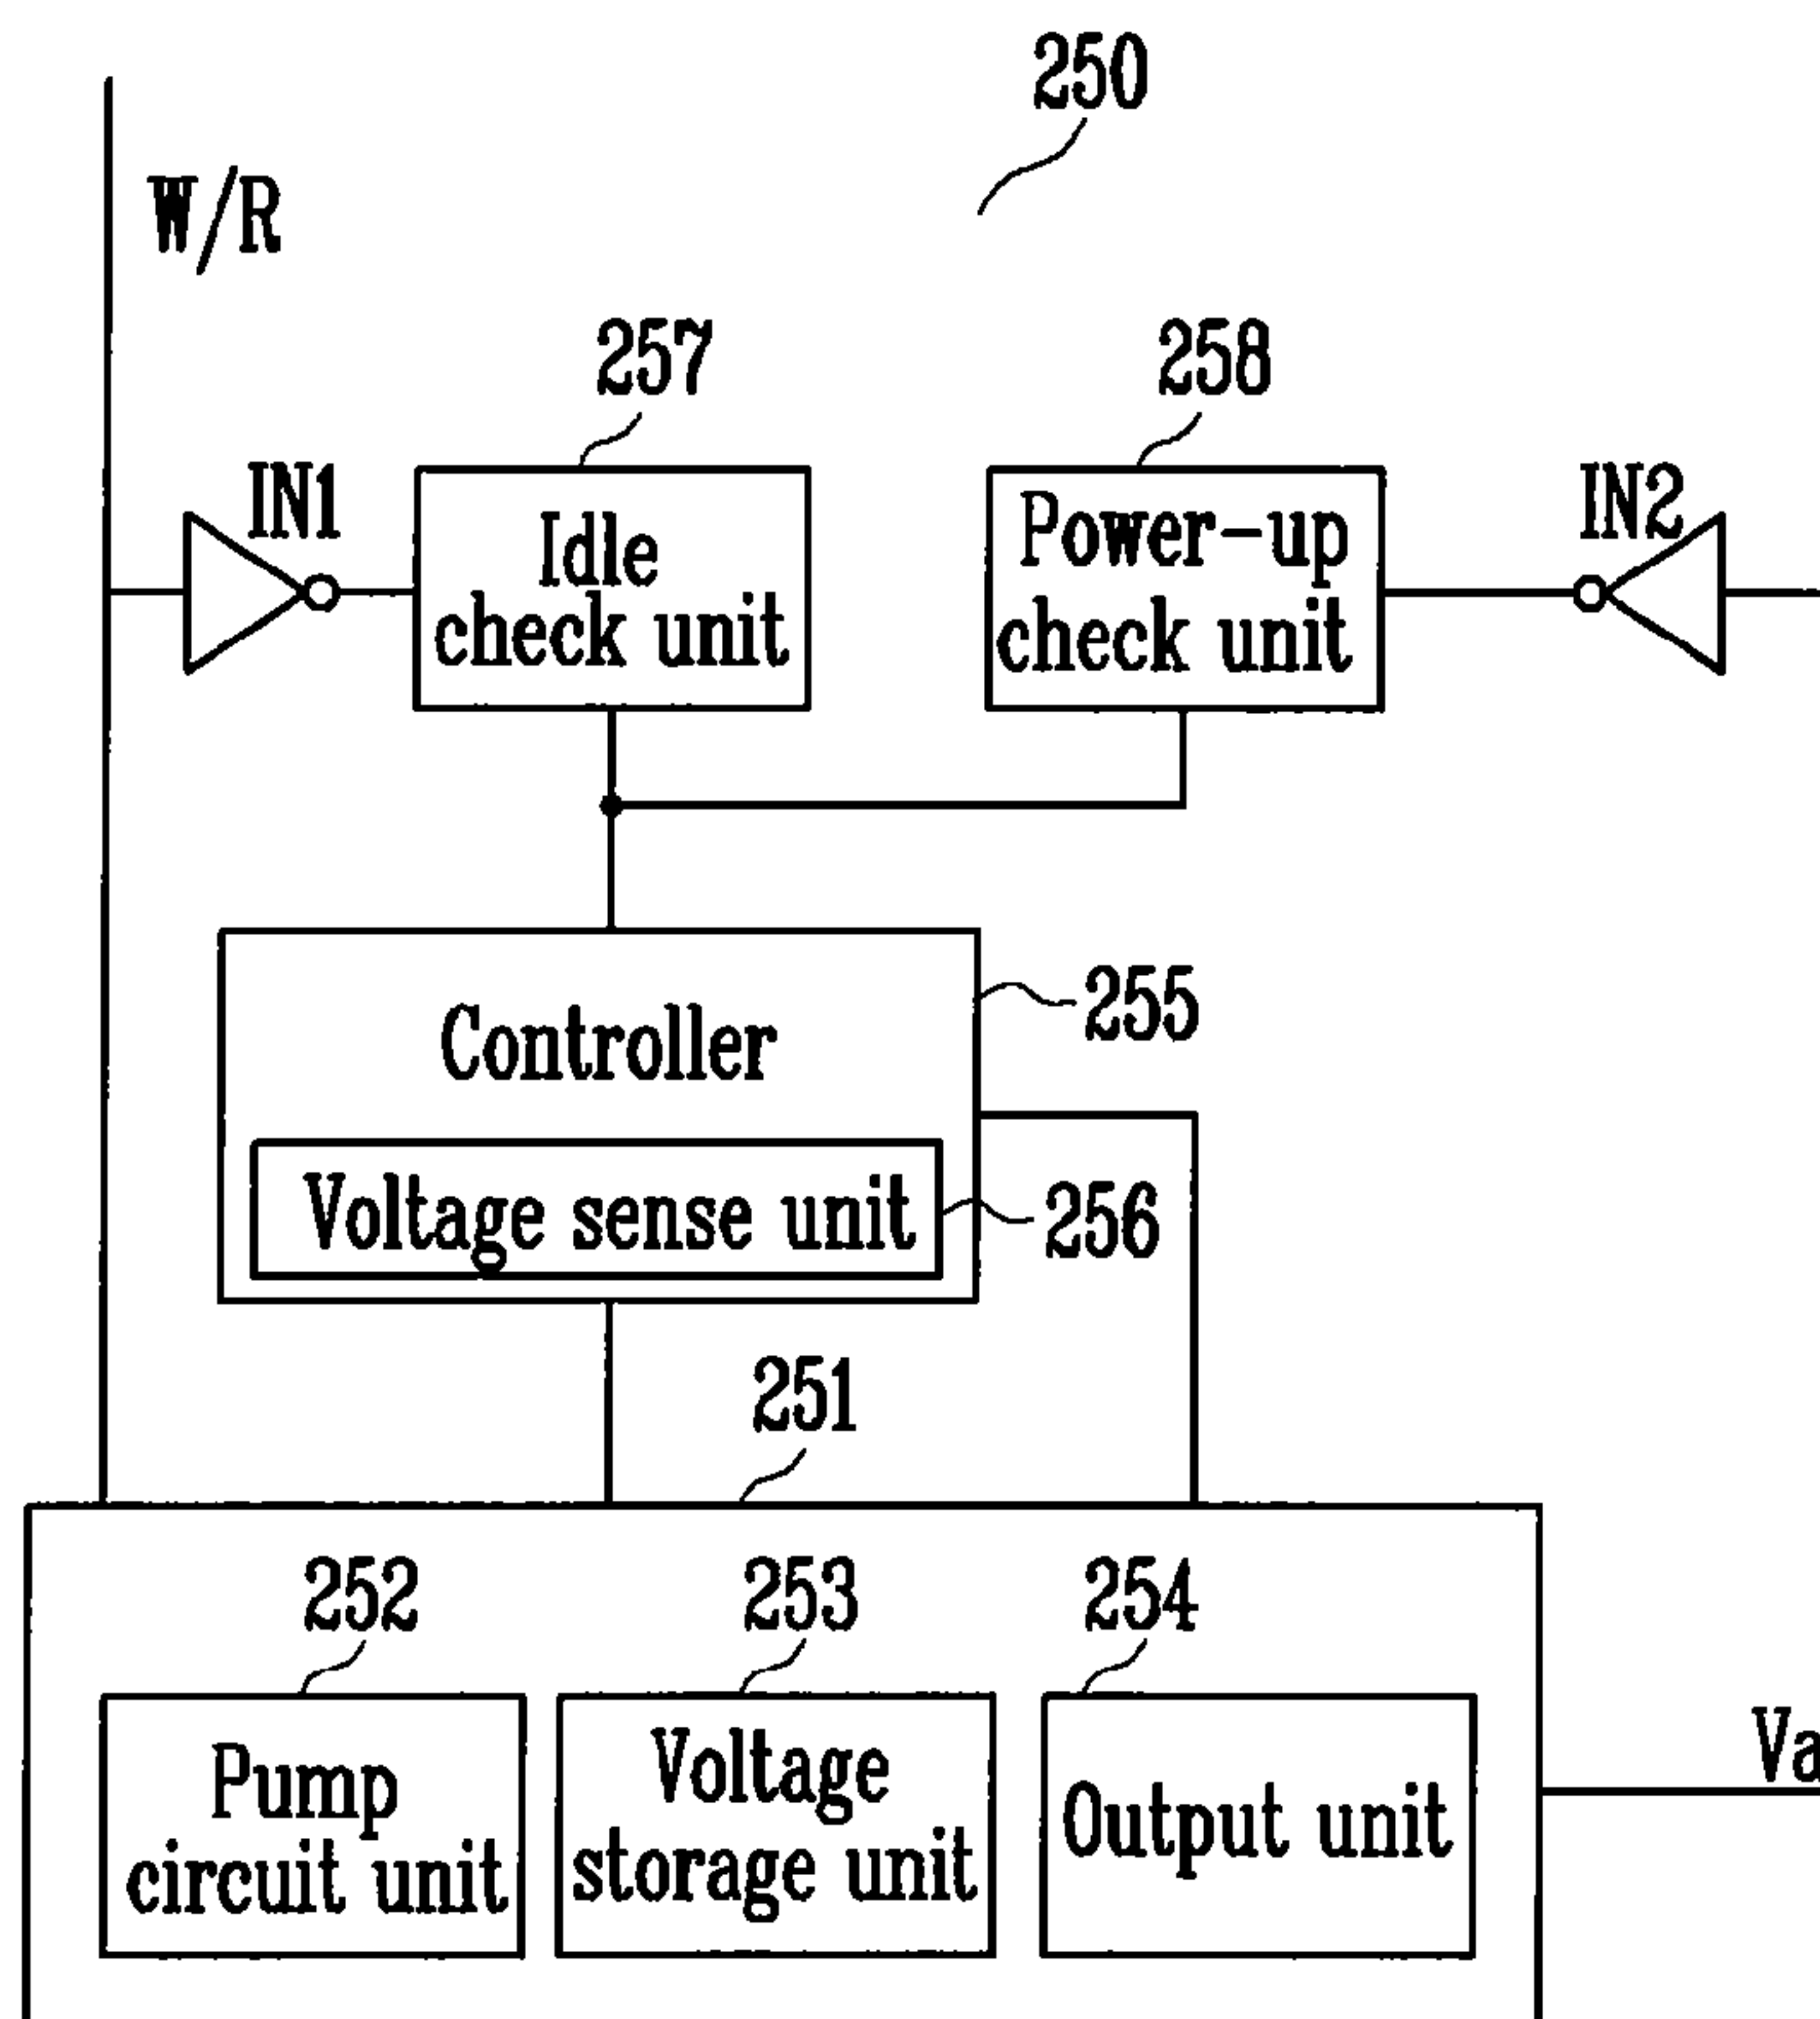 250
W/R
257
258
IN1
Idle
check unit
Power-up
check unit
IN2
Controller
255
Voltage sense unit
256
251
252
253
254
Pump
circuit unit
Voltage
storage unit
Output unit
Va